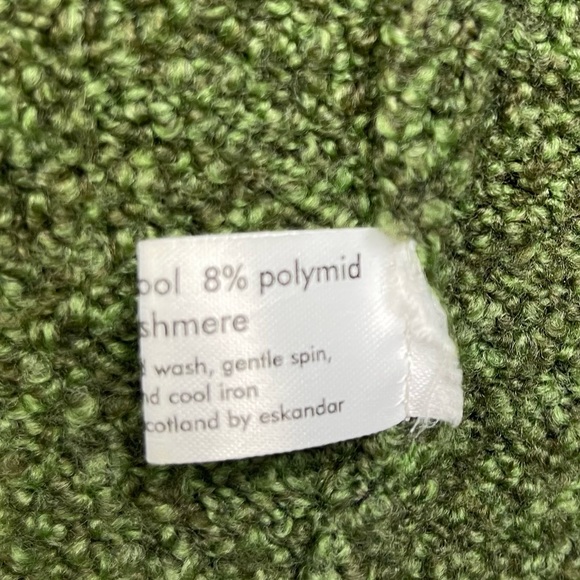 ool 8% polymid
shmere
wash, gentle spin,
nd cool iron
cotland by eskandar